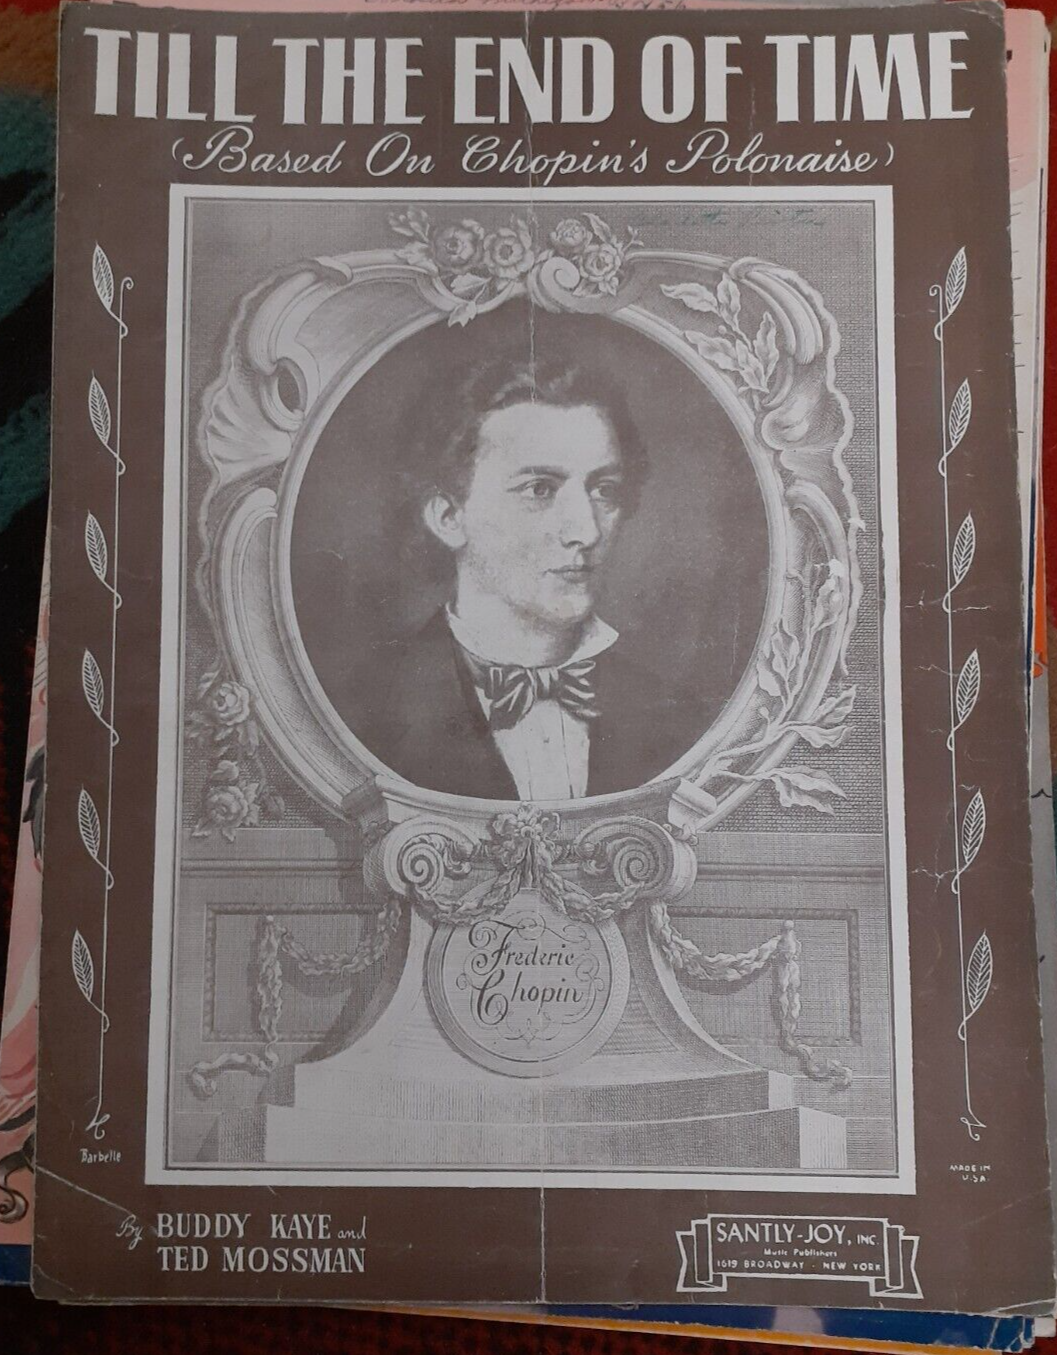 TILL THE END OF TIME
(Based On Chopin's Polonaise)
Frederic
Chopin
Barbelle
MADE IN
U.S.A.
By BUDDY KAYE and
TED MOSSMAN
SANTLY-JOY, INC.
Music Publishers
1619 BROADWAY - NEW YORK